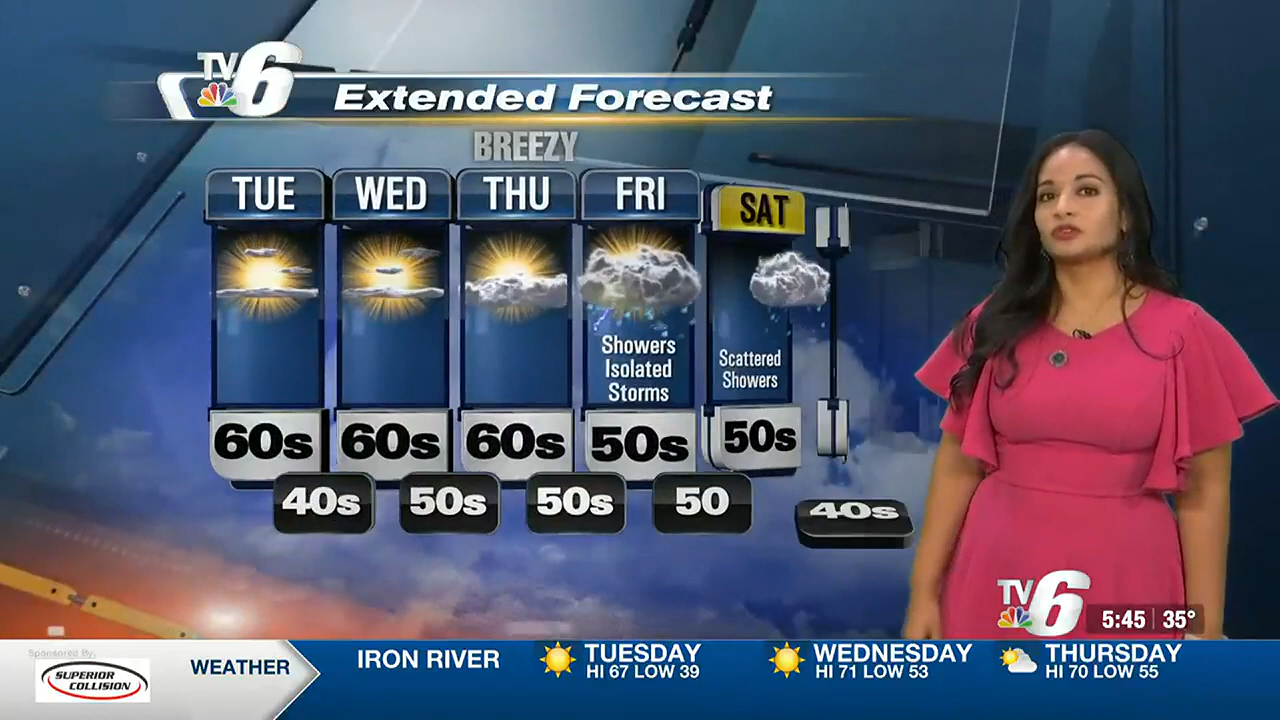 TV6
Extended Forecast
BREEZY
TUE
WED
THU
FRI
SAT
Showers
Isolated
Storms
Scattered
Showers
60s
60s
60s
50s
50s
40s
50s
50s
50
40s
TV6
5:45
35°
Sponsored By:
SUPERIOR
COLLISION
WEATHER
IRON RIVER
TUESDAY
HI 67 LOW 39
WEDNESDAY
HI 71 LOW 53
THURSDAY
HI 70 LOW 55